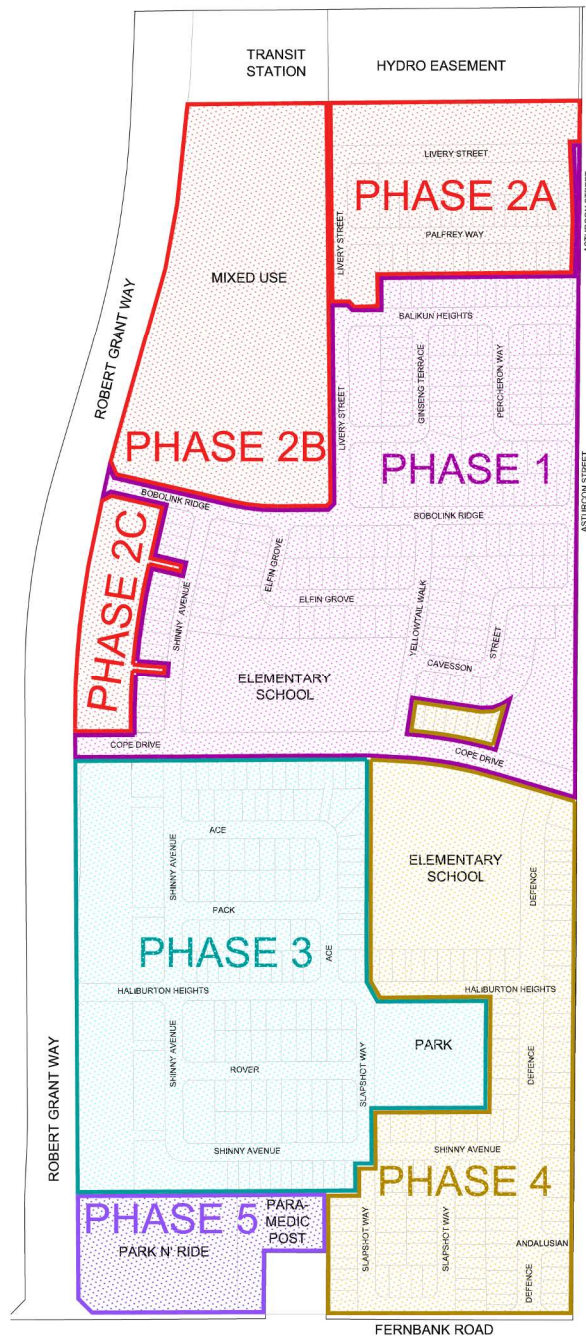 TRANSIT
STATION
HYDRO EASEMENT
LIVERY STREET
PHASE 2A
ASTURCON STREET
LIVERY STREET
PALFREY WAY
MIXED USE
ROBERT GRANT WAY
BALIKUN HEIGHTS
GINSENG TERRACE
PERCHERON WAY
LIVERY STREET
PHASE 2B
PHASE 1
ASTURCON STREET
BOBOLINK RIDGE
BOBOLINK RIDGE
PHASE 2C
ELFIN GROVE
ELFIN GROVE
SHINNY AVENUE
YELLOWTAIL WALK
STREET
CAVESSON
ELEMENTARY
SCHOOL
COPE DRIVE
COPE DRIVE
ACE
SHINNY AVENUE
ELEMENTARY
SCHOOL
DEFENCE
PACK
PHASE 3
ACE
HALIBURTON HEIGHTS
HALIBURTON HEIGHTS
ROBERT GRANT WAY
SHINNY AVENUE
ROVER
SLAPSHOT WAY
PARK
DEFENCE
SHINNY AVENUE
SHINNY AVENUE
PHASE 4
PHASE 5
PARA-
MEDIC
POST
PARK N' RIDE
SLAPSHOT WAY
SLAPSHOT WAY
ANDALUSIAN
DEFENCE
FERNBANK ROAD